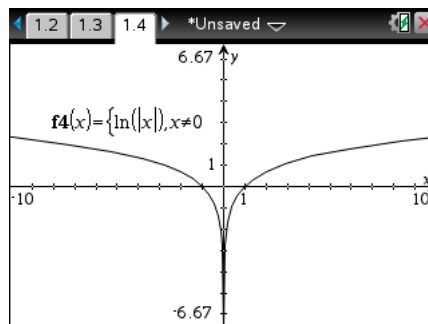 1.2 1.3 1.4 *Unsaved
6.67 y
f4(x)={ln(|x|),x≠0
1
x
-10 1 10
-6.67